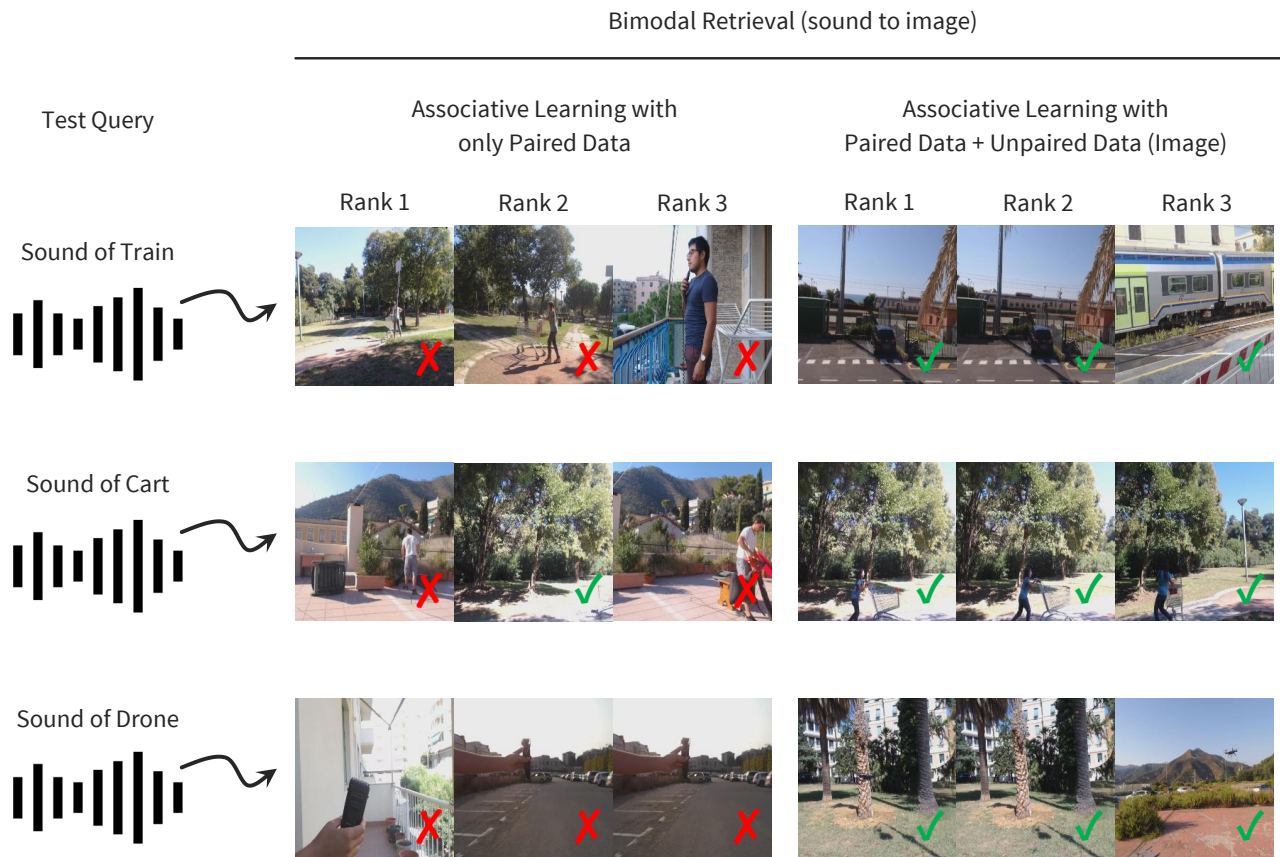 Bimodal Retrieval (sound to image)
Test Query
Associative Learning with
only Paired Data
Associative Learning with
Paired Data + Unpaired Data (Image)
Rank 1
Rank 2
Rank 3
Rank 1
Rank 2
Rank 3
Sound of Train
Sound of Cart
Sound of Drone